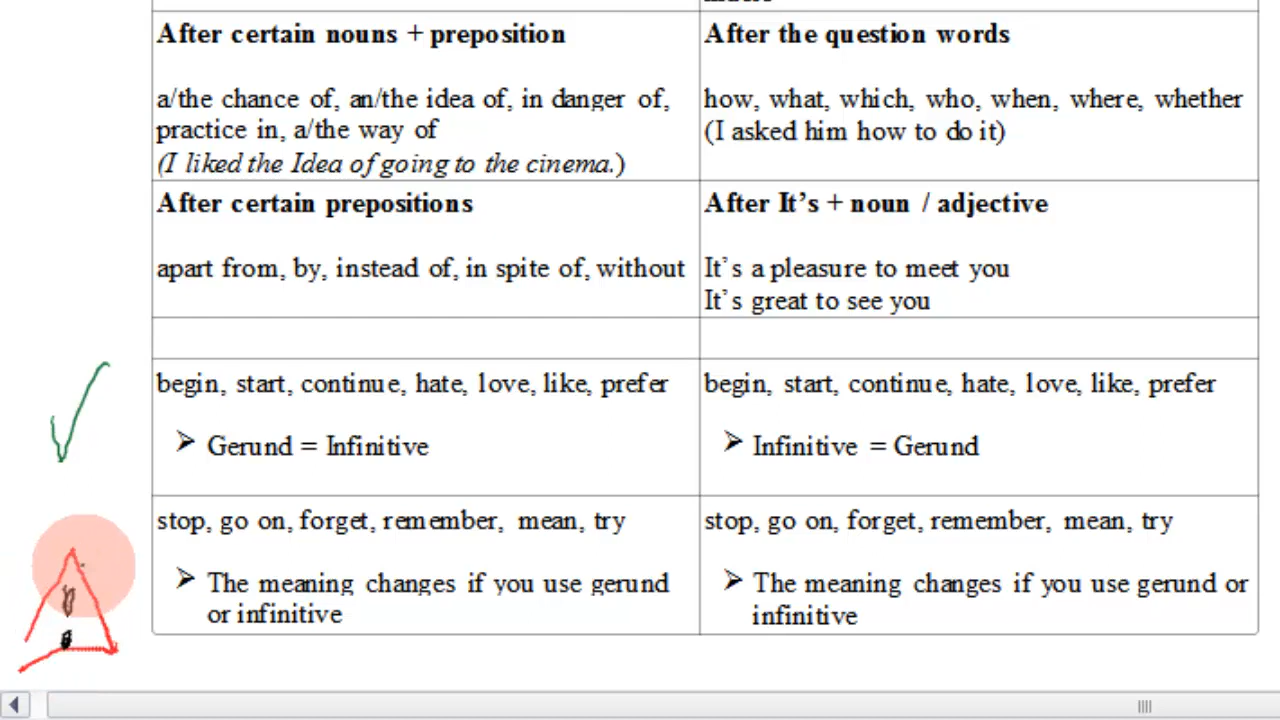 After certain nouns + preposition
a/the chance of, an/the idea of, in danger of,
practice in, a/the way of
(I liked the Idea of going to the cinema.)
After the question words
how, what, which, who, when, where, whether
(I asked him how to do it)
After certain prepositions
apart from, by, instead of, in spite of, without
After It's + noun / adjective
It's a pleasure to meet you
It's great to see you
begin, start, continue, hate, love, like, prefer
➢ Gerund = Infinitive
begin, start, continue, hate, love, like, prefer
➢ Infinitive = Gerund
stop, go on, forget, remember, mean, try
➢ The meaning changes if you use gerund
or infinitive
stop, go on, forget, remember, mean, try
➢ The meaning changes if you use gerund or
infinitive